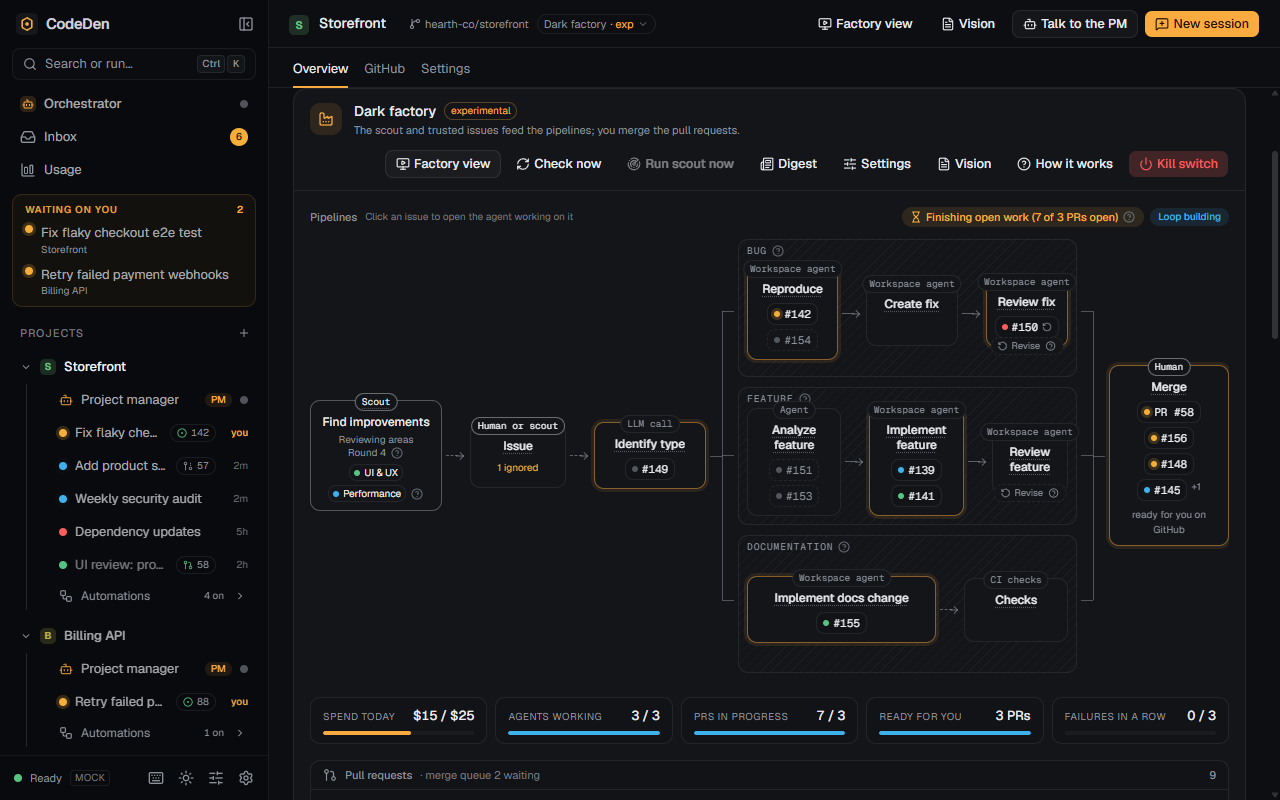 CodeDen
Search or run... Ctrl K
Orchestrator
Inbox 6
Usage
WAITING ON YOU 2
Fix flaky checkout e2e test
Storefront
Retry failed payment webhooks
Billing API
PROJECTS +
S Storefront
Project manager PM
Fix flaky che... 142 you
Add product s... 57 2m
Weekly security audit 2m
Dependency updates 5h
UI review: pro... 58 2h
Automations 4 on
B Billing API
Project manager PM
Retry failed p... 88 you
Automations 1 on
Ready MOCK
S Storefront hearth-co/storefront Dark factory · exp
Factory view Vision Talk to the PM New session
Overview GitHub Settings
Dark factory experimental
The scout and trusted issues feed the pipelines; you merge the pull requests.
Factory view Check now Run scout now Digest Settings Vision How it works Kill switch
Pipelines Click an issue to open the agent working on it
Finishing open work (7 of 3 PRs open) Loop building
Scout
Find improvements
Reviewing areas
Round 4
UI & UX
Performance
Human or scout
Issue
1 ignored
LLM call
Identify type
#149
BUG
Workspace agent
Reproduce
#142
#154
Workspace agent
Create fix
Workspace agent
Review fix
#150
Revise
FEATURE
Agent
Analyze
feature
#151
#153
Workspace agent
Implement
feature
#139
#141
Workspace agent
Review
feature
Revise
DOCUMENTATION
Workspace agent
Implement docs change
#155
CI checks
Checks
Human
Merge
PR #58
#156
#148
#145 +1
ready for you on
GitHub
SPEND TODAY $15 / $25
AGENTS WORKING 3 / 3
PRS IN PROGRESS 7 / 3
READY FOR YOU 3 PRs
FAILURES IN A ROW 0 / 3
Pull requests · merge queue 2 waiting 9